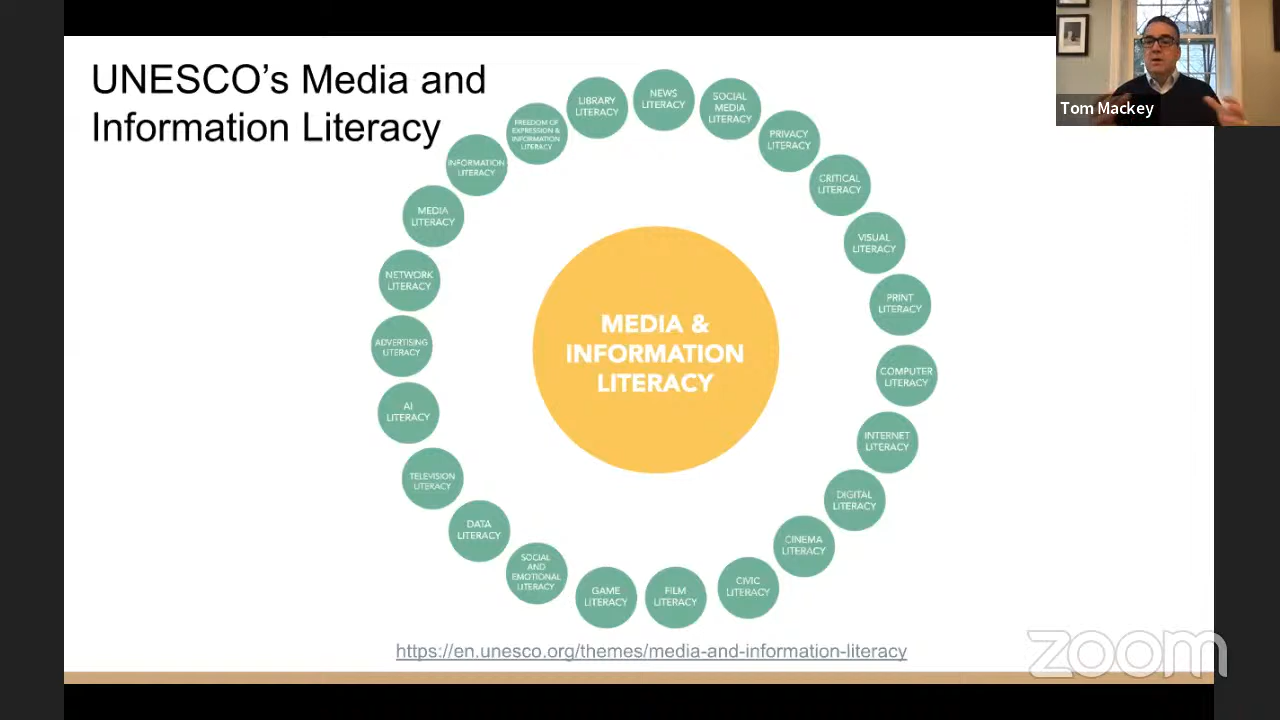 UNESCO’s Media and
Information Literacy
Tom Mackey
MEDIA &
INFORMATION
LITERACY
NEWS
LITERACY
SOCIAL
MEDIA
LITERACY
PRIVACY
LITERACY
CRITICAL
LITERACY
VISUAL
LITERACY
PRINT
LITERACY
COMPUTER
LITERACY
INTERNET
LITERACY
DIGITAL
LITERACY
CINEMA
LITERACY
CIVIC
LITERACY
FILM
LITERACY
GAME
LITERACY
SOCIAL
AND
EMOTIONAL
LITERACY
DATA
LITERACY
TELEVISION
LITERACY
AI
LITERACY
ADVERTISING
LITERACY
NETWORK
LITERACY
MEDIA
LITERACY
INFORMATION
LITERACY
FREEDOM OF
EXPRESSION &
INFORMATION
LITERACY
LIBRARY
LITERACY
https://en.unesco.org/themes/media-and-information-literacy
zoom